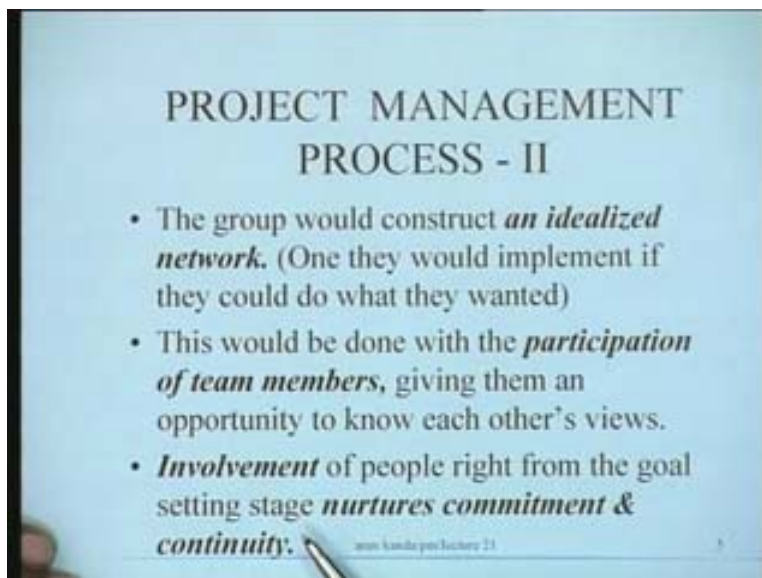 PROJECT MANAGEMENT
PROCESS - II
• The group would construct an idealized
network. (One they would implement if
they could do what they wanted)
• This would be done with the participation
of team members, giving them an
opportunity to know each other's views.
• Involvement of people right from the goal
setting stage nurtures commitment &
continuity.
lecture 21